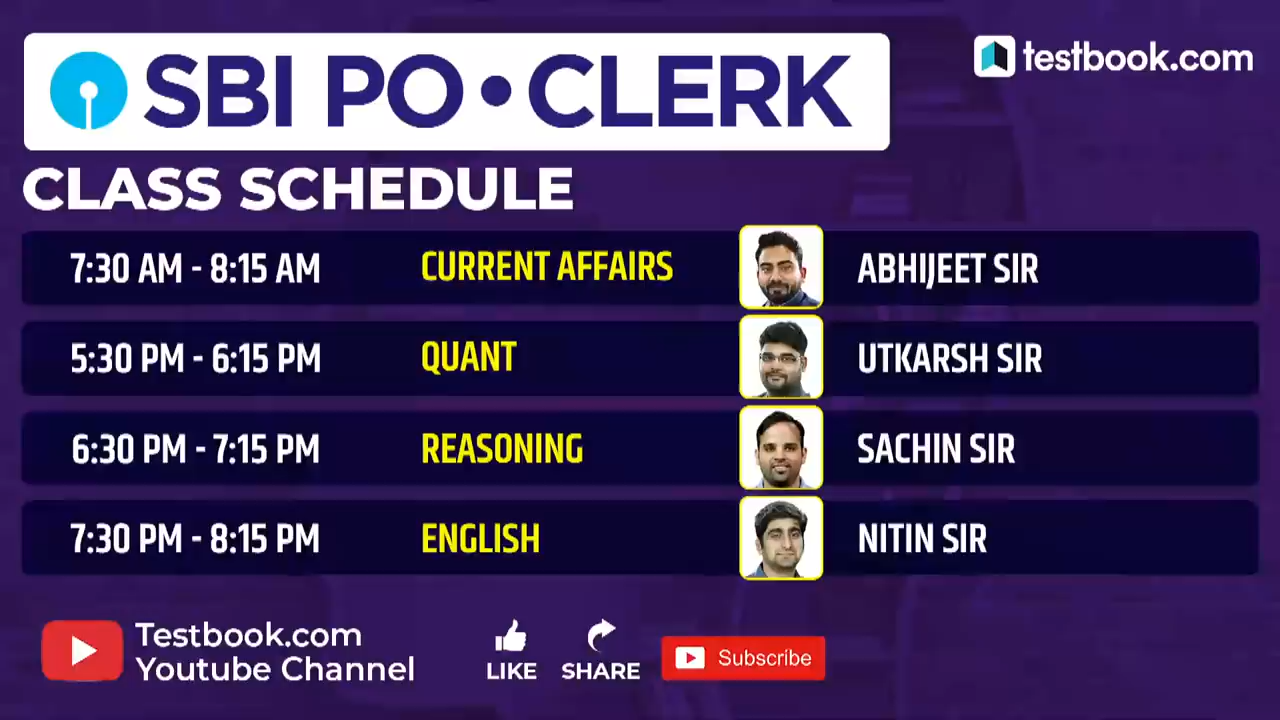 SBI PO • CLERK
testbook.com
CLASS SCHEDULE
7:30 AM - 8:15 AM CURRENT AFFAIRS ABHIJEET SIR
5:30 PM - 6:15 PM QUANT UTKARSH SIR
6:30 PM - 7:15 PM REASONING SACHIN SIR
7:30 PM - 8:15 PM ENGLISH NITIN SIR
Testbook.com
Youtube Channel
LIKE SHARE Subscribe